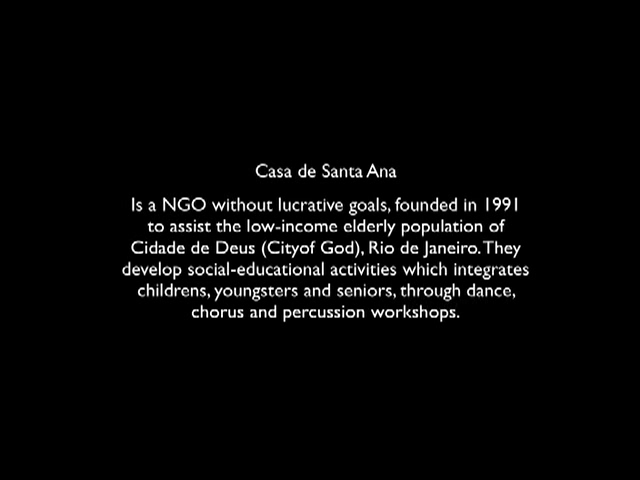 Casa de Santa Ana
Is a NGO without lucrative goals, founded in 1991
to assist the low-income elderly population of
Cidade de Deus (Cityof God), Rio de Janeiro. They
develop social-educational activities which integrates
childrens, youngsters and seniors, through dance,
chorus and percussion workshops.